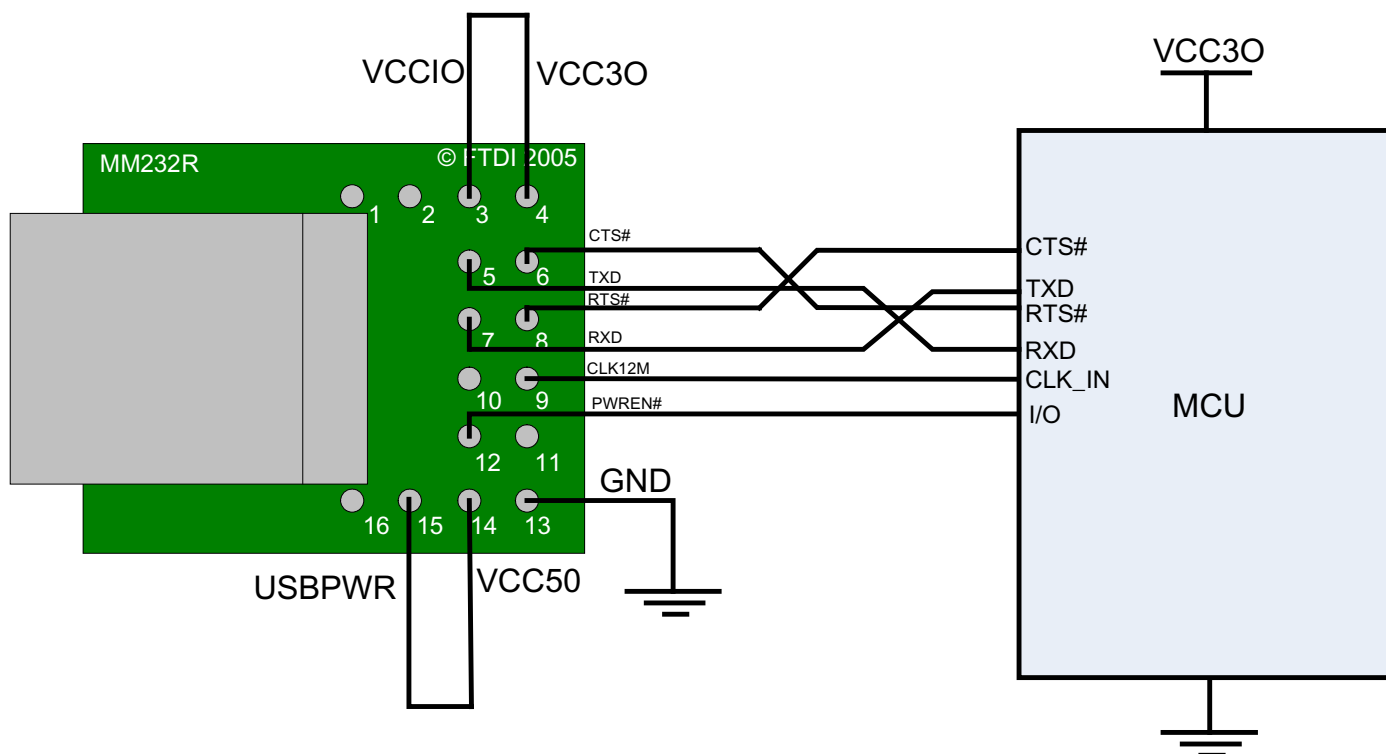 VCC3O
VCCIO
VCC3O
MM232R
© FTDI 2005
1
2
3
4
CTS#
CTS#
5
6
TXD
TXD
RTS#
RTS#
7
8
RXD
RXD
CLK12M
CLK_IN
10
9
PWREN#
I/O
MCU
12
11
GND
16
15
14
13
USBPWR
VCC50